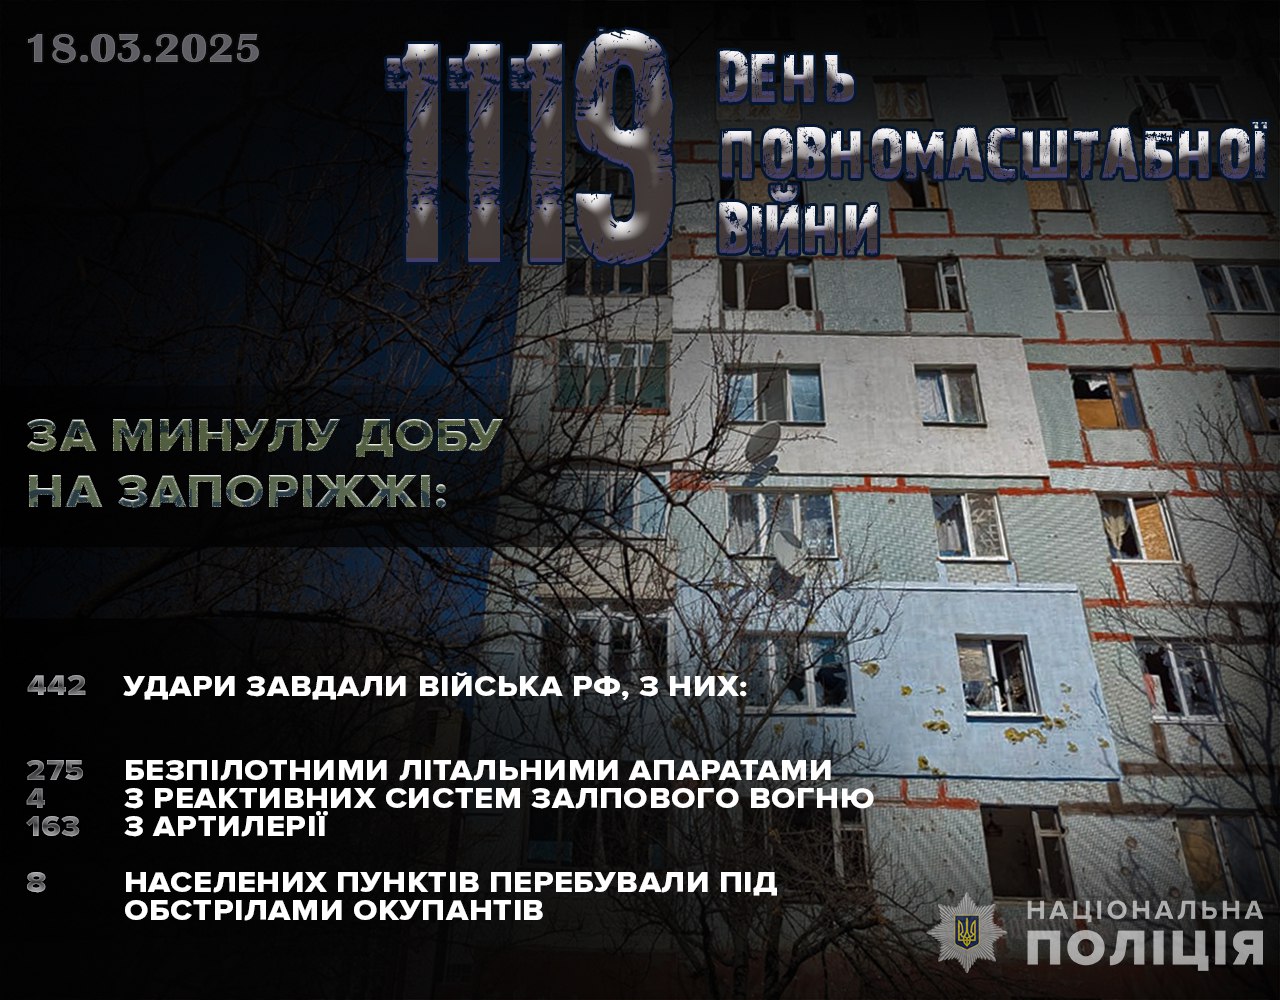 18.03.2025
1119
ДЕНЬ
ПОВНОМАСШТАБНОЇ
ВІЙНИ
ЗА МИНУЛУ ДОБУ
НА ЗАПОРІЖЖІ:
442 УДАРИ ЗАВДАЛИ ВІЙСЬКА РФ, З НИХ:
275 БЕЗПІЛОТНИМИ ЛІТАЛЬНИМИ АПАРАТАМИ
4 З РЕАКТИВНИХ СИСТЕМ ЗАЛПОВОГО ВОГНЮ
163 З АРТИЛЕРІЇ
8 НАСЕЛЕНИХ ПУНКТІВ ПЕРЕБУВАЛИ ПІД
ОБСТРІЛАМИ ОКУПАНТІВ
НАЦІОНАЛЬНА
ПОЛІЦІЯ